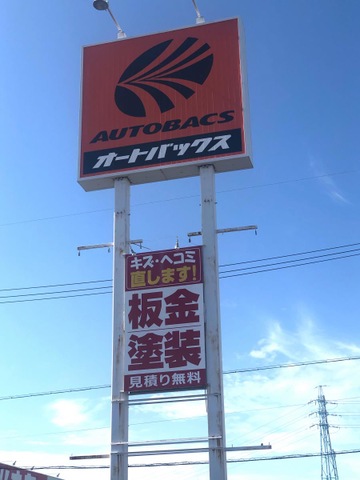 AUTOBACS
オートバックス
キズ・ヘコミ
直します!
板金
塗装
見積り無料